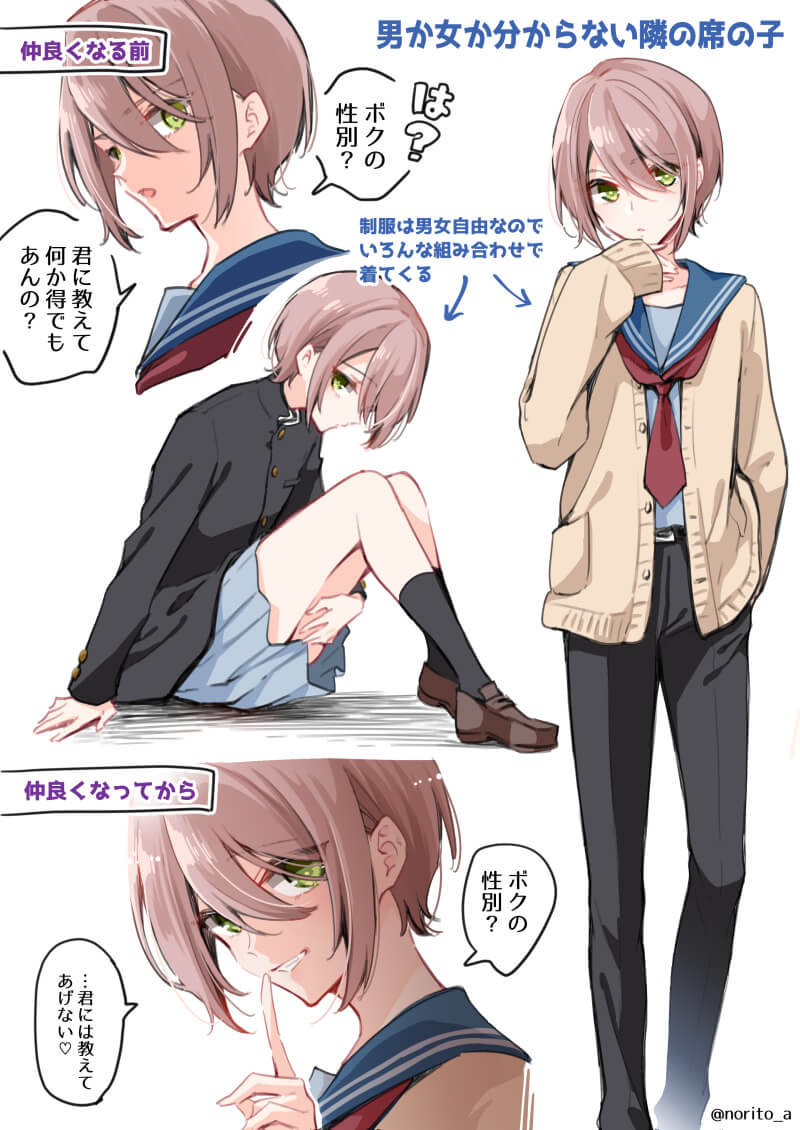 男か女か分からない隣の席の子
仲良くなる前
は?
ボクの
性別?
君に教えて
何か得でも
あんの?
制服は男女自由なので
いろんな組み合わせで
着てくる
仲良くなってから
ボクの
性別?
…君には教えて
あげない♡
@norito_a